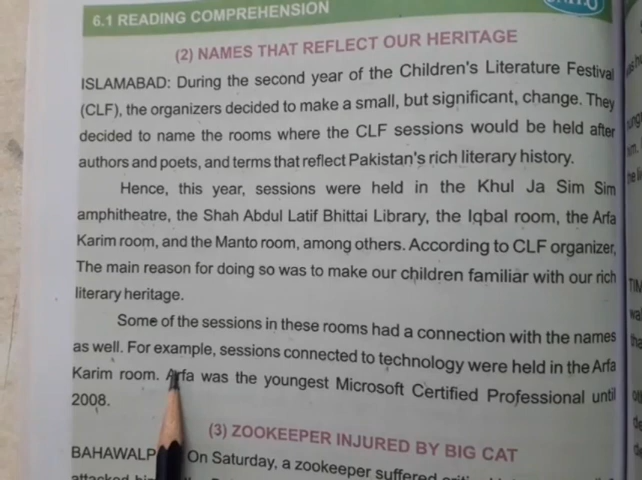 6.1 READING COMPREHENSION
(2) NAMES THAT REFLECT OUR HERITAGE
ISLAMABAD: During the second year of the Children's Literature Festival
(CLF), the organizers decided to make a small, but significant, change. They
decided to name the rooms where the CLF sessions would be held after
authors and poets, and terms that reflect Pakistan's rich literary history.
Hence, this year, sessions were held in the Khul Ja Sim Sim
amphitheatre, the Shah Abdul Latif Bhittai Library, the Iqbal room, the Arfa
Karim room, and the Manto room, among others. According to CLF organizer,
The main reason for doing so was to make our children familiar with our rich
literary heritage.
Some of the sessions in these rooms had a connection with the names
as well. For example, sessions connected to technology were held in the Arfa
Karim room. Arfa was the youngest Microsoft Certified Professional until
2008.
(3) ZOOKEEPER INJURED BY BIG CAT
On Saturday, a zookeeper suffered
attacked